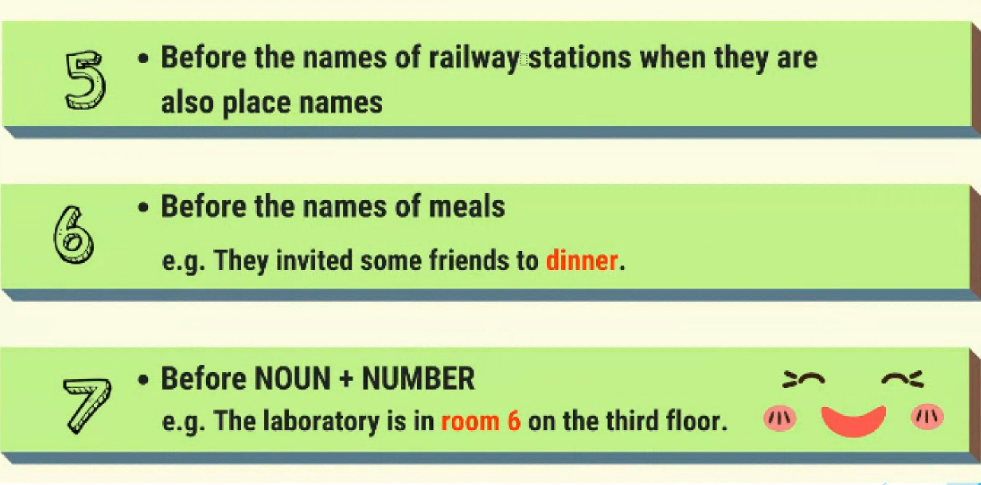 5
• Before the names of railway stations when they are
also place names
6
• Before the names of meals
e.g. They invited some friends to dinner.
7
• Before NOUN + NUMBER
e.g. The laboratory is in room 6 on the third floor.